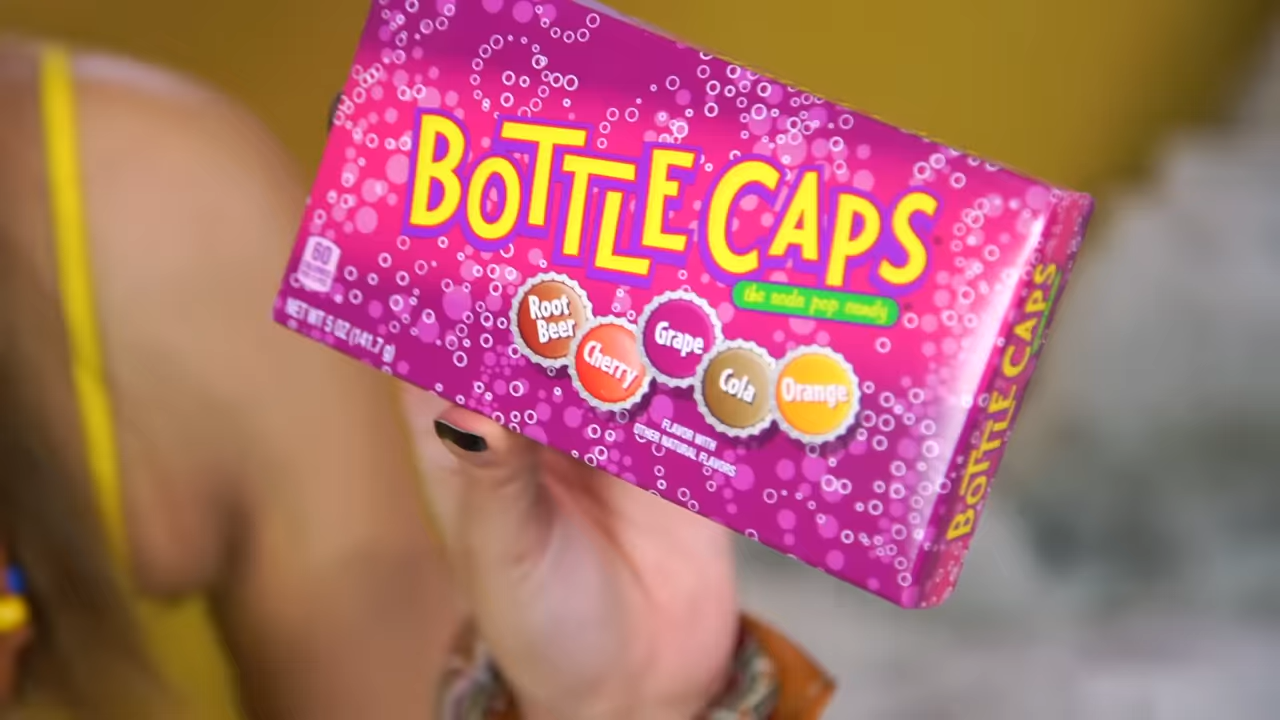 BOTTLE CAPS
the soda pop candy
60
CALORIES
NET WT 5 OZ (141.7 g)
Root
Beer
Cherry
Grape
Cola
Orange
FLAVOR WITH
OTHER NATURAL FLAVORS
BOTTLE CAPS